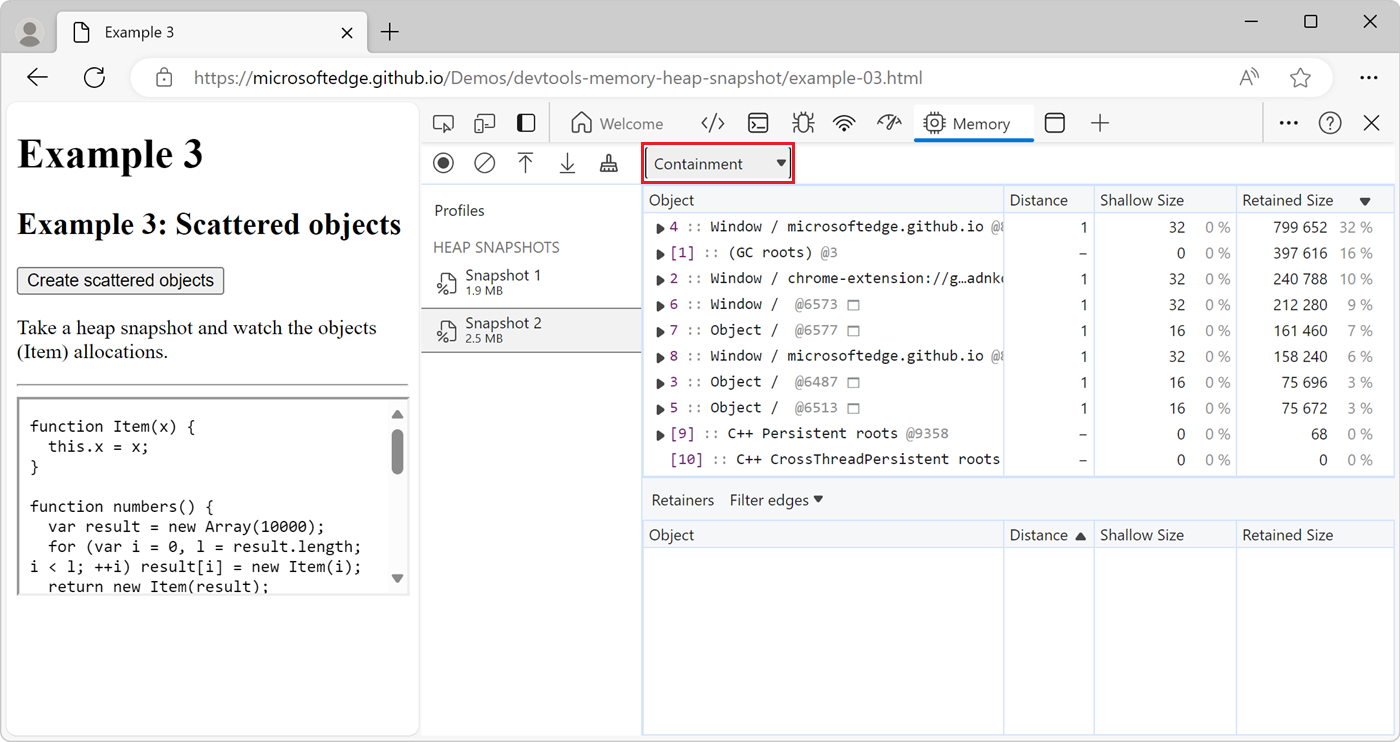 Example 3
https://microsoftedge.github.io/Demos/devtools-memory-heap-snapshot/example-03.html
Example 3
Example 3: Scattered objects
Create scattered objects
Take a heap snapshot and watch the objects
(Item) allocations.
function Item(x) {
  this.x = x;
}
function numbers() {
  var result = new Array(10000);
  for (var i = 0, l = result.length;
i < l; ++i) result[i] = new Item(i);
  return new Item(result);
Welcome
Memory
Containment
Profiles
HEAP SNAPSHOTS
Snapshot 1
1.9 MB
Snapshot 2
2.5 MB
Object Distance Shallow Size Retained Size
4 :: Window / microsoftedge.github.io 1 32 0 % 799 652 32 %
[1] :: (GC roots) @3 – 0 0 % 397 616 16 %
2 :: Window / chrome-extension://g…adnk 1 32 0 % 240 788 10 %
6 :: Window / @6573 1 32 0 % 212 280 9 %
7 :: Object / @6577 1 16 0 % 161 460 7 %
8 :: Window / microsoftedge.github.io 1 32 0 % 158 240 6 %
3 :: Object / @6487 1 16 0 % 75 696 3 %
5 :: Object / @6513 1 16 0 % 75 672 3 %
[9] :: C++ Persistent roots @9358 – 0 0 % 68 0 %
[10] :: C++ CrossThreadPersistent roots – 0 0 % 0 0 %
Retainers Filter edges
Object Distance Shallow Size Retained Size